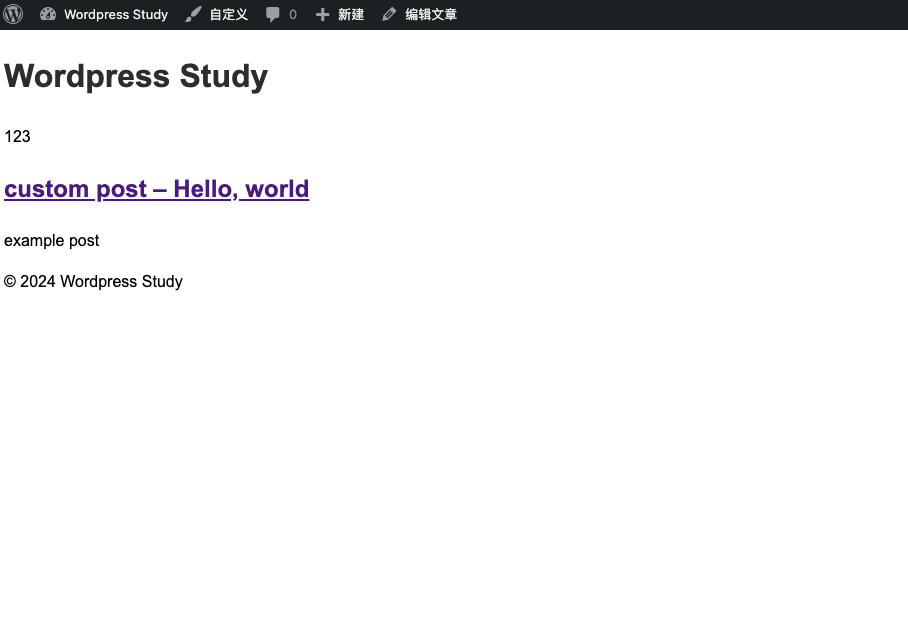 Wordpress Study 自定义 0 新建 编辑文章
Wordpress Study
123
custom post – Hello, world
example post
© 2024 Wordpress Study